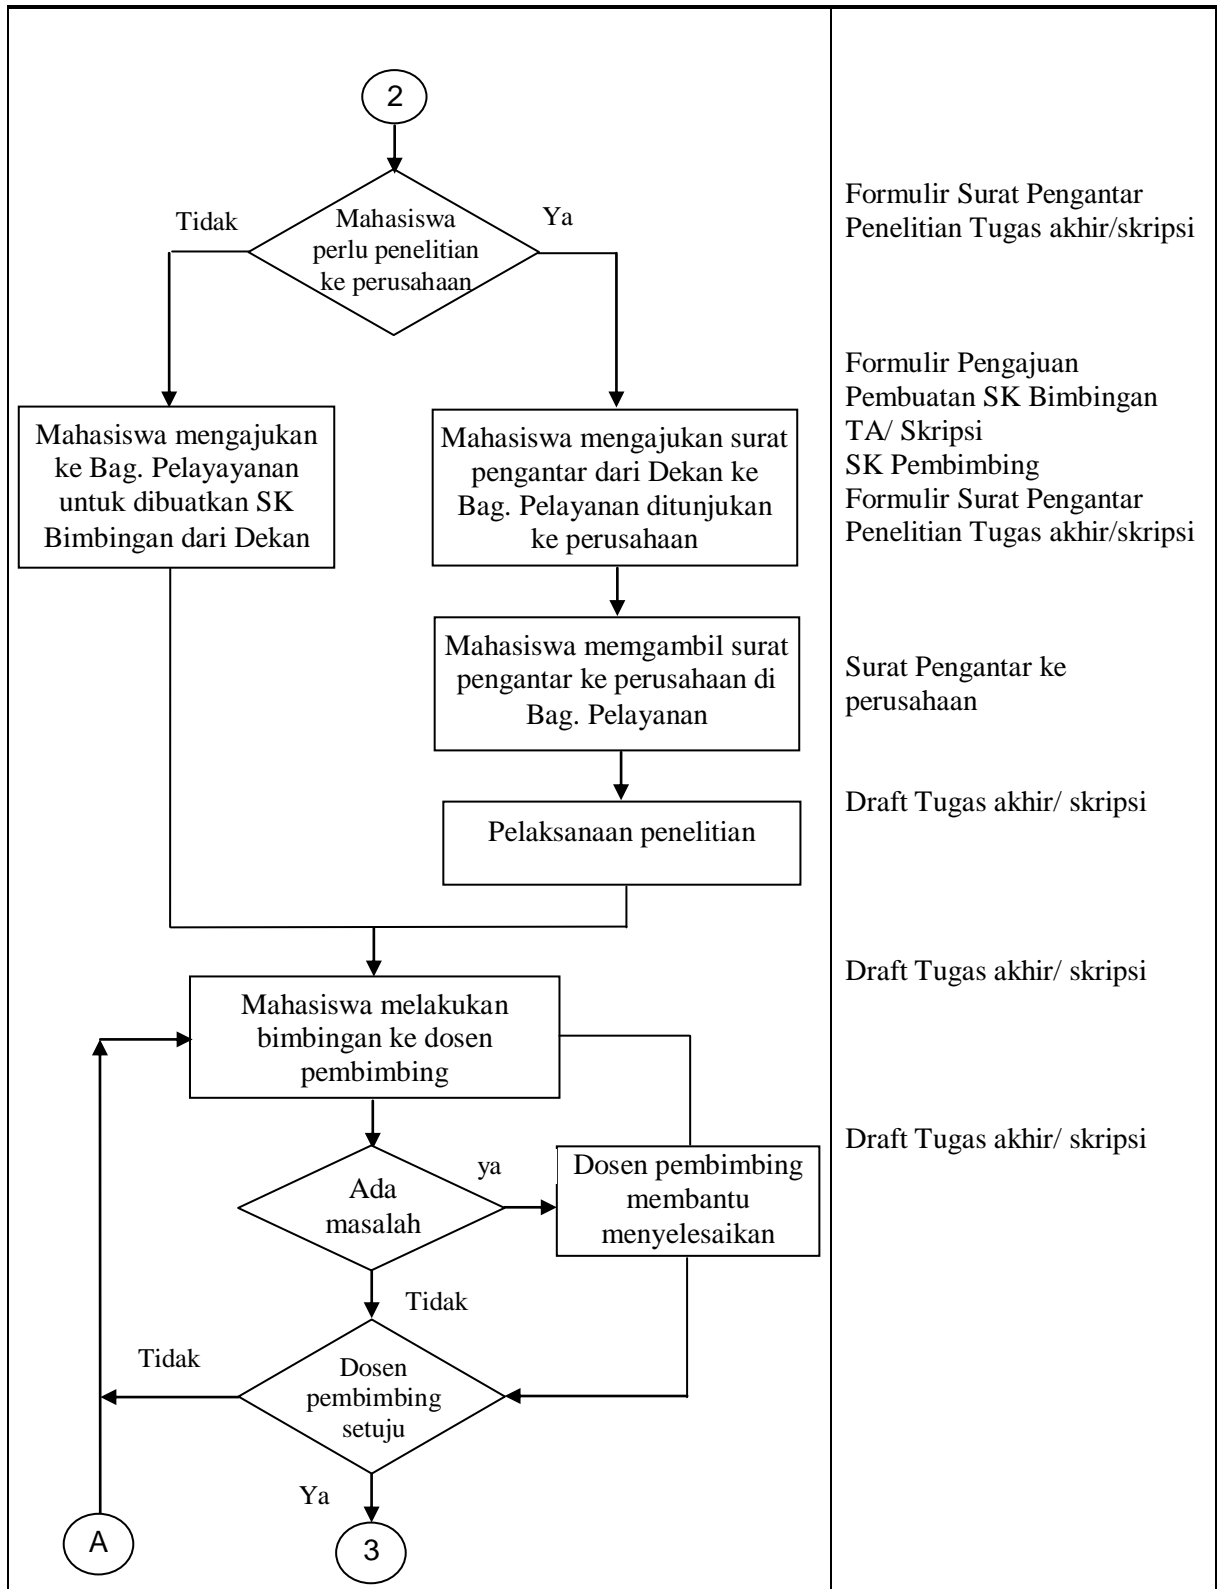 2
Tidak
Ya
Mahasiswa
perlu penelitian
ke perusahaan
Formulir Surat Pengantar
Penelitian Tugas akhir/skripsi
Mahasiswa mengajukan
ke Bag. Pelayayanan
untuk dibuatkan SK
Bimbingan dari Dekan
Mahasiswa mengajukan surat
pengantar dari Dekan ke
Bag. Pelayanan ditunjukan
ke perusahaan
Formulir Pengajuan
Pembuatan SK Bimbingan
TA/ Skripsi
SK Pembimbing
Formulir Surat Pengantar
Penelitian Tugas akhir/skripsi
Mahasiswa memgambil surat
pengantar ke perusahaan di
Bag. Pelayanan
Surat Pengantar ke
perusahaan
Pelaksanaan penelitian
Draft Tugas akhir/ skripsi
Mahasiswa melakukan
bimbingan ke dosen
pembimbing
Draft Tugas akhir/ skripsi
Ada
masalah
ya
Dosen pembimbing
membantu
menyelesaikan
Draft Tugas akhir/ skripsi
Tidak
Tidak
Dosen
pembimbing
setuju
Ya
A
3